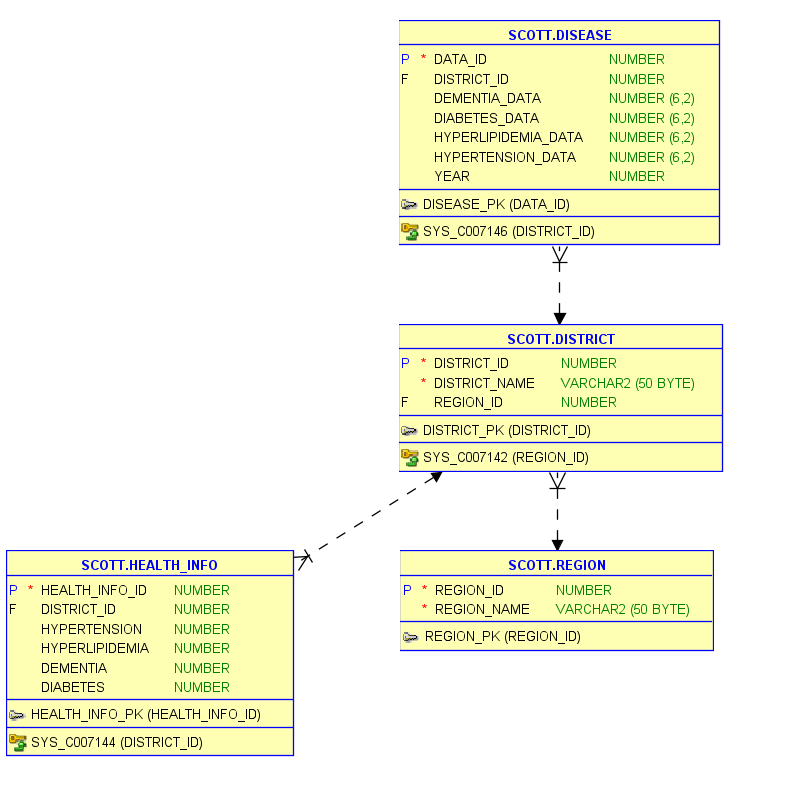 SCOTT.DISEASE
P * DATA_ID NUMBER
F DISTRICT_ID NUMBER
DEMENTIA_DATA NUMBER (6,2)
DIABETES_DATA NUMBER (6,2)
HYPERLIPIDEMIA_DATA NUMBER (6,2)
HYPERTENSION_DATA NUMBER (6,2)
YEAR NUMBER
DISEASE_PK (DATA_ID)
SYS_C007146 (DISTRICT_ID)
SCOTT.DISTRICT
P * DISTRICT_ID NUMBER
* DISTRICT_NAME VARCHAR2 (50 BYTE)
F REGION_ID NUMBER
DISTRICT_PK (DISTRICT_ID)
SYS_C007142 (REGION_ID)
SCOTT.HEALTH_INFO
P * HEALTH_INFO_ID NUMBER
F DISTRICT_ID NUMBER
HYPERTENSION NUMBER
HYPERLIPIDEMIA NUMBER
DEMENTIA NUMBER
DIABETES NUMBER
HEALTH_INFO_PK (HEALTH_INFO_ID)
SYS_C007144 (DISTRICT_ID)
SCOTT.REGION
P * REGION_ID NUMBER
* REGION_NAME VARCHAR2 (50 BYTE)
REGION_PK (REGION_ID)